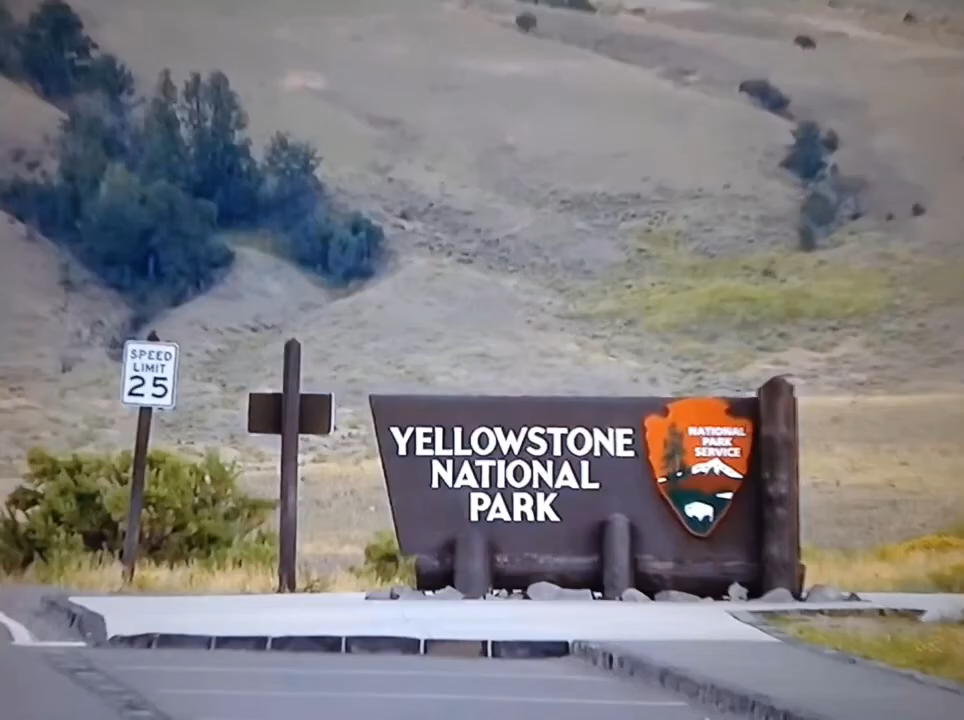 SPEED
LIMIT
25
YELLOWSTONE
NATIONAL
PARK
NATIONAL
PARK
SERVICE